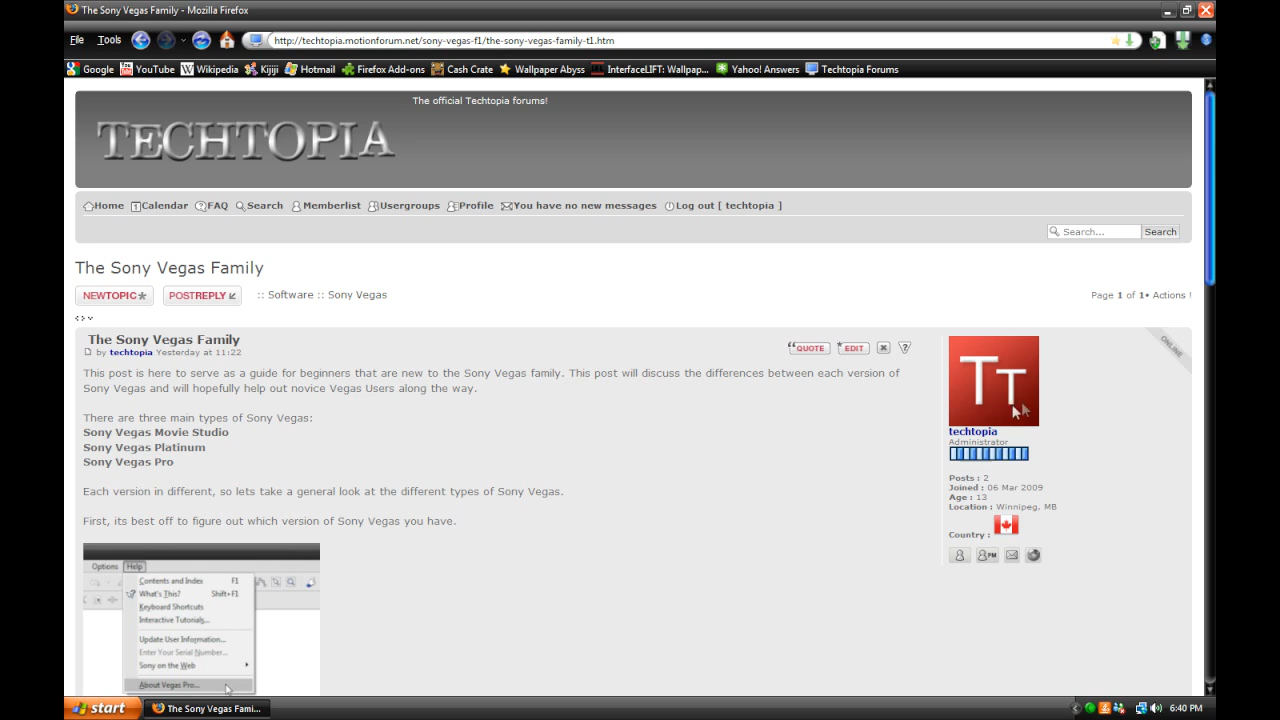 The Sony Vegas Family - Mozilla Firefox
File Tools http://techtopia.motionforum.net/sony-vegas-f1/the-sony-vegas-family-t1.htm
Google YouTube Wikipedia Kijiji Hotmail Firefox Add-ons Cash Crate Wallpaper Abyss InterfaceLIFT: Wallpap... Yahoo! Answers Techtopia Forums
The official Techtopia forums!
TECHTOPIA
Home Calendar FAQ Search Memberlist Usergroups Profile You have no new messages Log out [ techtopia ]
Search... Search
The Sony Vegas Family
NEWTOPIC POSTREPLY :: Software :: Sony Vegas Page 1 of 1• Actions !
The Sony Vegas Family
by techtopia Yesterday at 11:22
QUOTE EDIT
ONLINE
This post is here to serve as a guide for beginners that are new to the Sony Vegas family. This post will discuss the differences between each version of
Sony Vegas and will hopefully help out novice Vegas Users along the way.
There are three main types of Sony Vegas:
Sony Vegas Movie Studio
Sony Vegas Platinum
Sony Vegas Pro
Each version in different, so lets take a general look at the different types of Sony Vegas.
First, its best off to figure out which version of Sony Vegas you have.
TT
techtopia
Administrator
Posts : 2
Joined : 06 Mar 2009
Age : 13
Location : Winnipeg, MB
Country :
PM
Options Help
Contents and Index F1
What's This? Shift+F1
Keyboard Shortcuts
Interactive Tutorials...
Update User Information...
Enter Your Serial Number...
Sony on the Web
About Vegas Pro...
start The Sony Vegas Fami... 6:40 PM